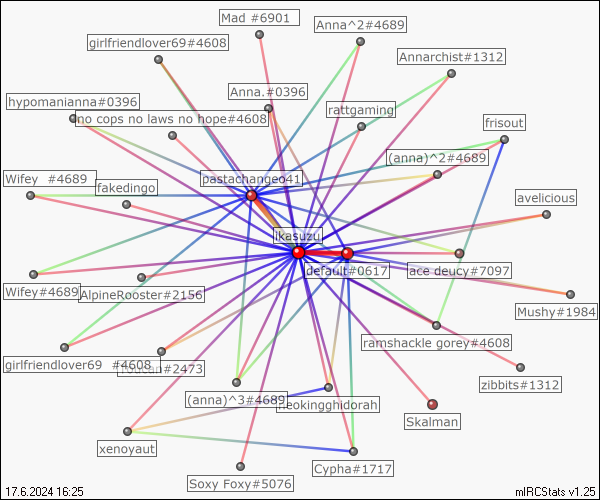 Mad #6901
Anna^2#4689
girlfriendlover69#4608
Annarchist#1312
Anna.#0396
hypomanianna#0396
rattgaming
no cops no laws no hope#4608
frisout
(anna)^2#4689
Wifey #4689
pastachange041
fakedingo
avelicious
ikasuzu
default#0617
ace deucy#7097
Wifey#4689
AlpineRooster#2156
Mushy#1984
ramshackle gorey#4608
girlfriendlover69 #4608
#2473
zibbits#1312
(anna)^3#4689
neokingghidorah
Skalman
xenoyaut
Cypha#1717
Soxy Foxy#5076
17.6.2024 16:25
mIRCStats v1.25